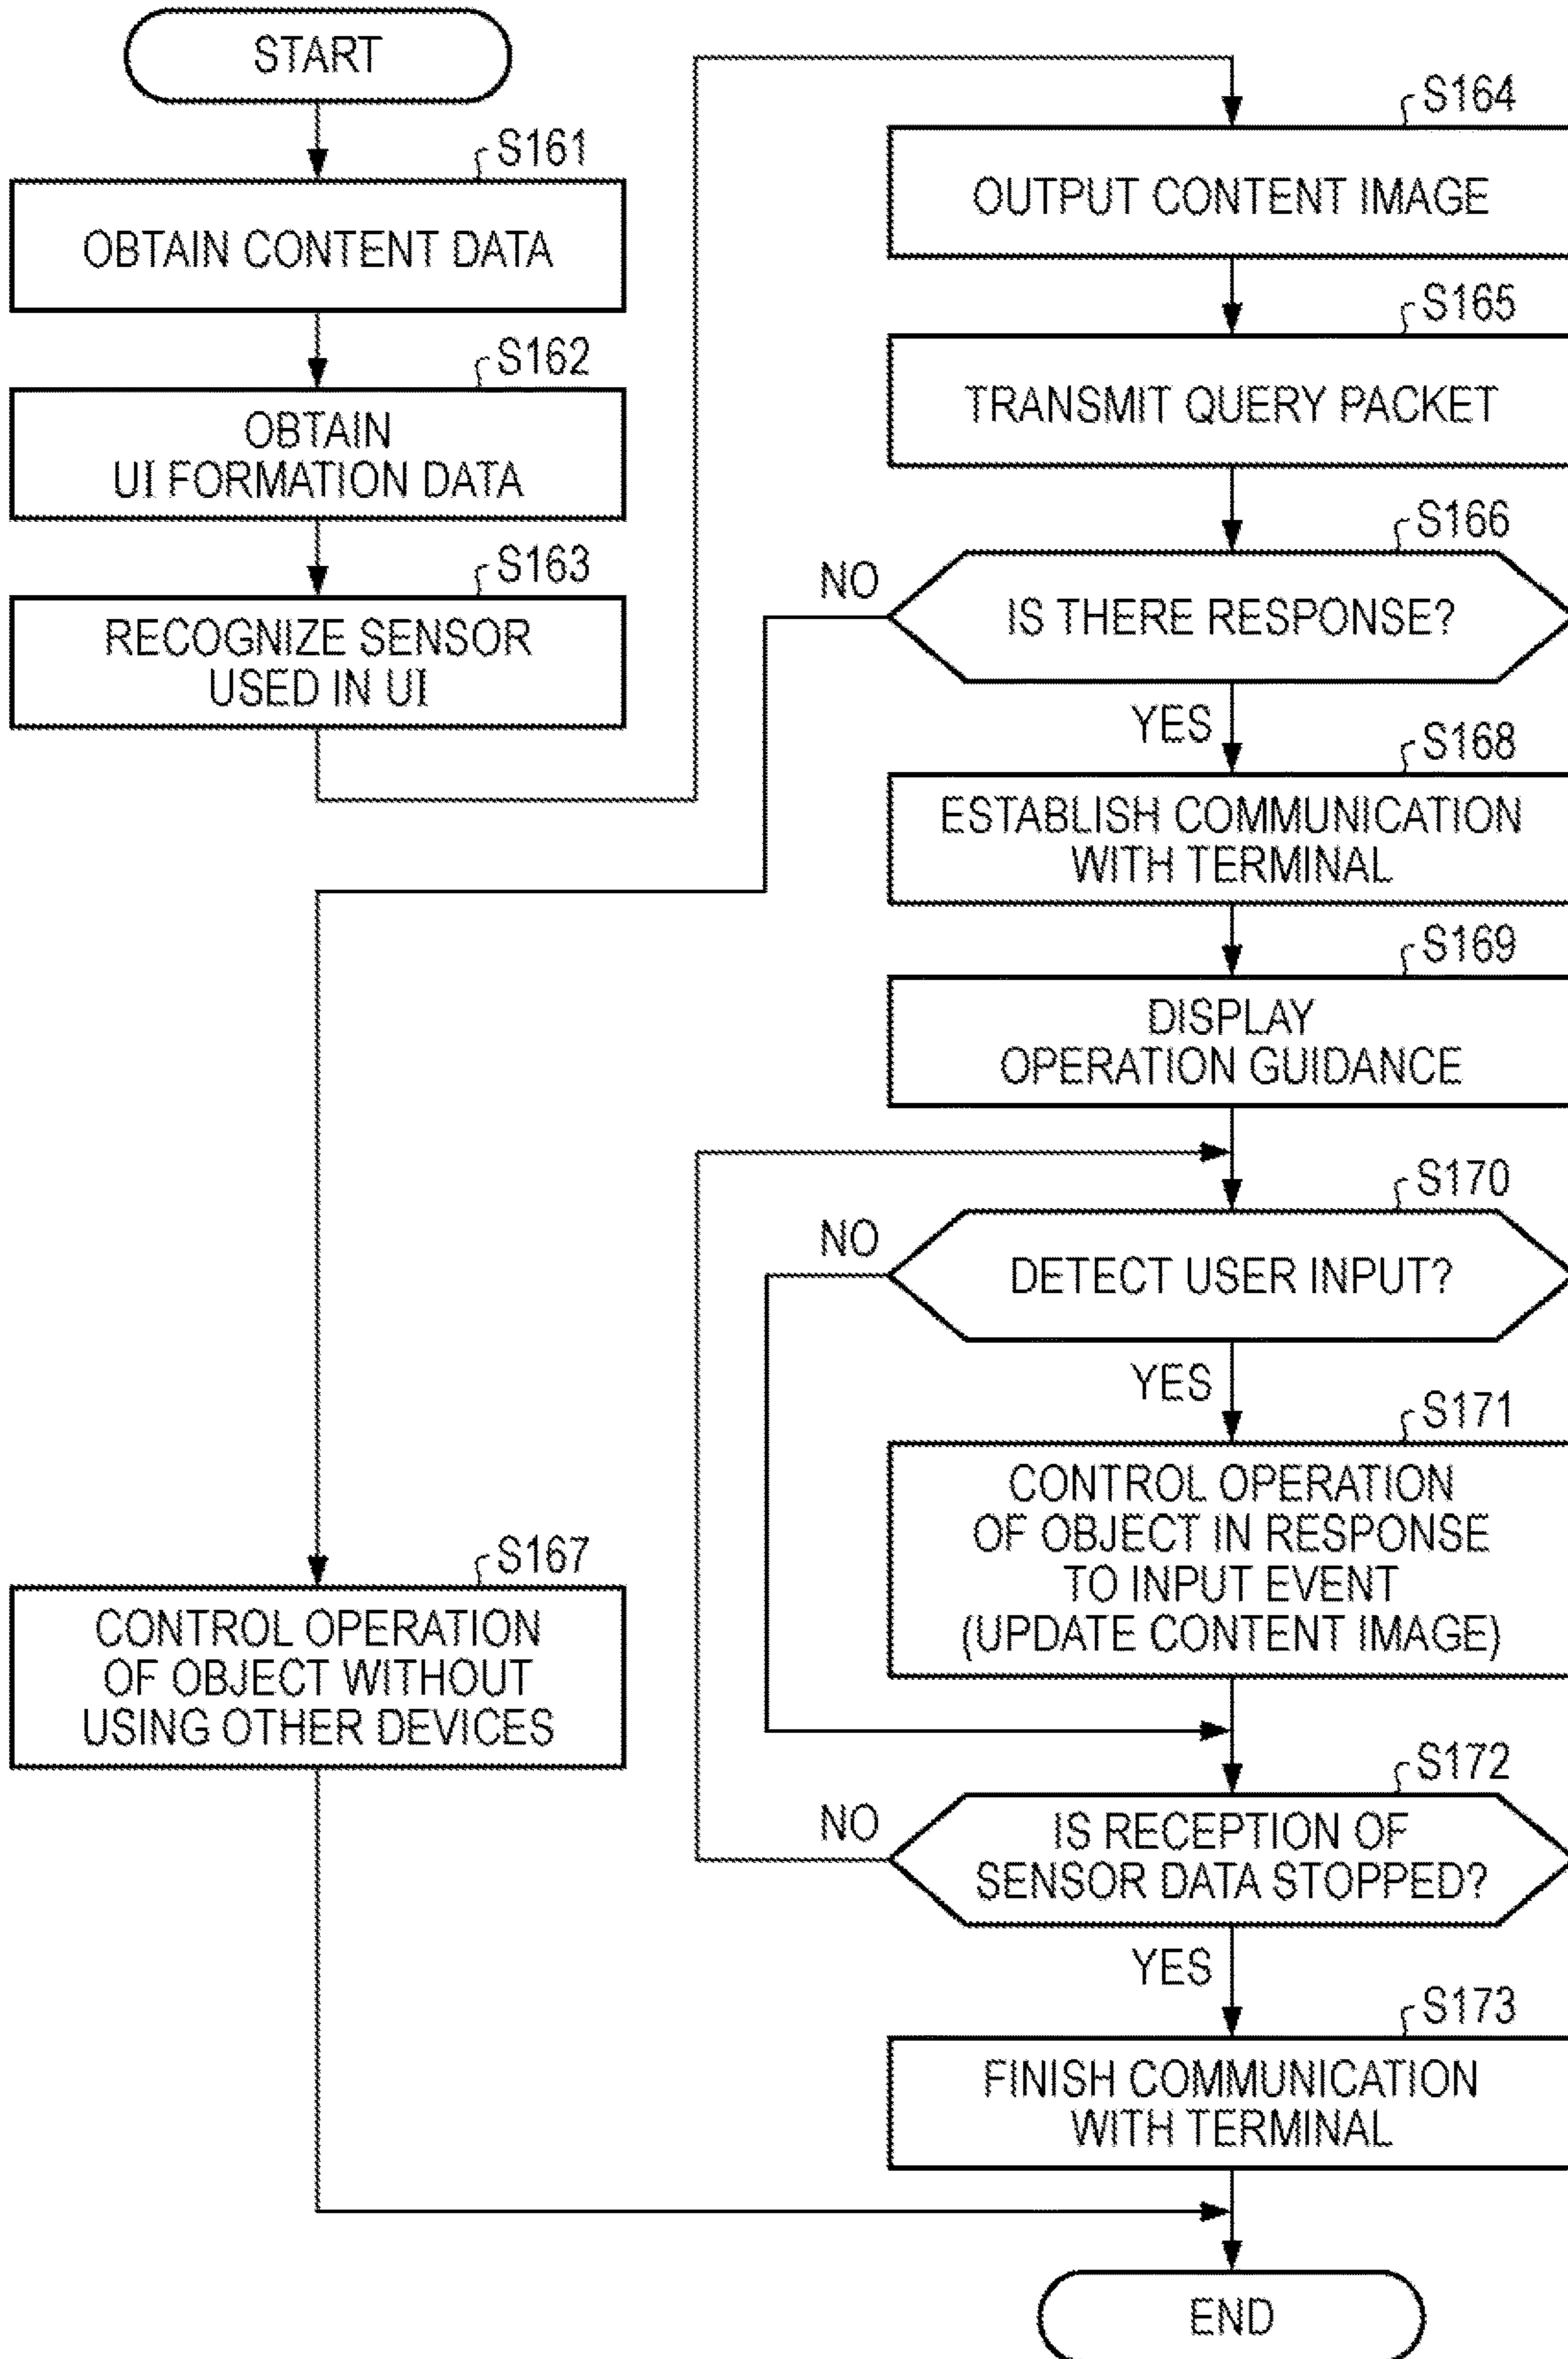 START
S161
OBTAIN CONTENT DATA
S162
OBTAIN
UI FORMATION DATA
S163
RECOGNIZE SENSOR
USED IN UI
S164
OUTPUT CONTENT IMAGE
S165
TRANSMIT QUERY PACKET
S166
NO
IS THERE RESPONSE?
YES
S168
ESTABLISH COMMUNICATION
WITH TERMINAL
S169
DISPLAY
OPERATION GUIDANCE
S170
NO
DETECT USER INPUT?
YES
S171
CONTROL OPERATION
OF OBJECT IN RESPONSE
TO INPUT EVENT
(UPDATE CONTENT IMAGE)
S167
CONTROL OPERATION
OF OBJECT WITHOUT
USING OTHER DEVICES
S172
NO
IS RECEPTION OF
SENSOR DATA STOPPED?
YES
S173
FINISH COMMUNICATION
WITH TERMINAL
END